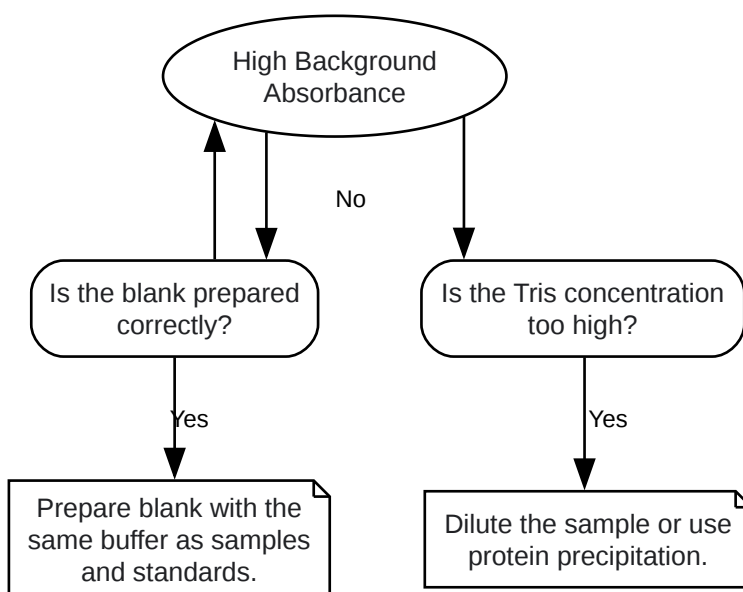 High Background
Absorbance
No
Is the blank prepared
correctly?
Is the Tris concentration
too high?
Yes
Yes
Prepare blank with the
same buffer as samples
and standards.
Dilute the sample or use
protein precipitation.